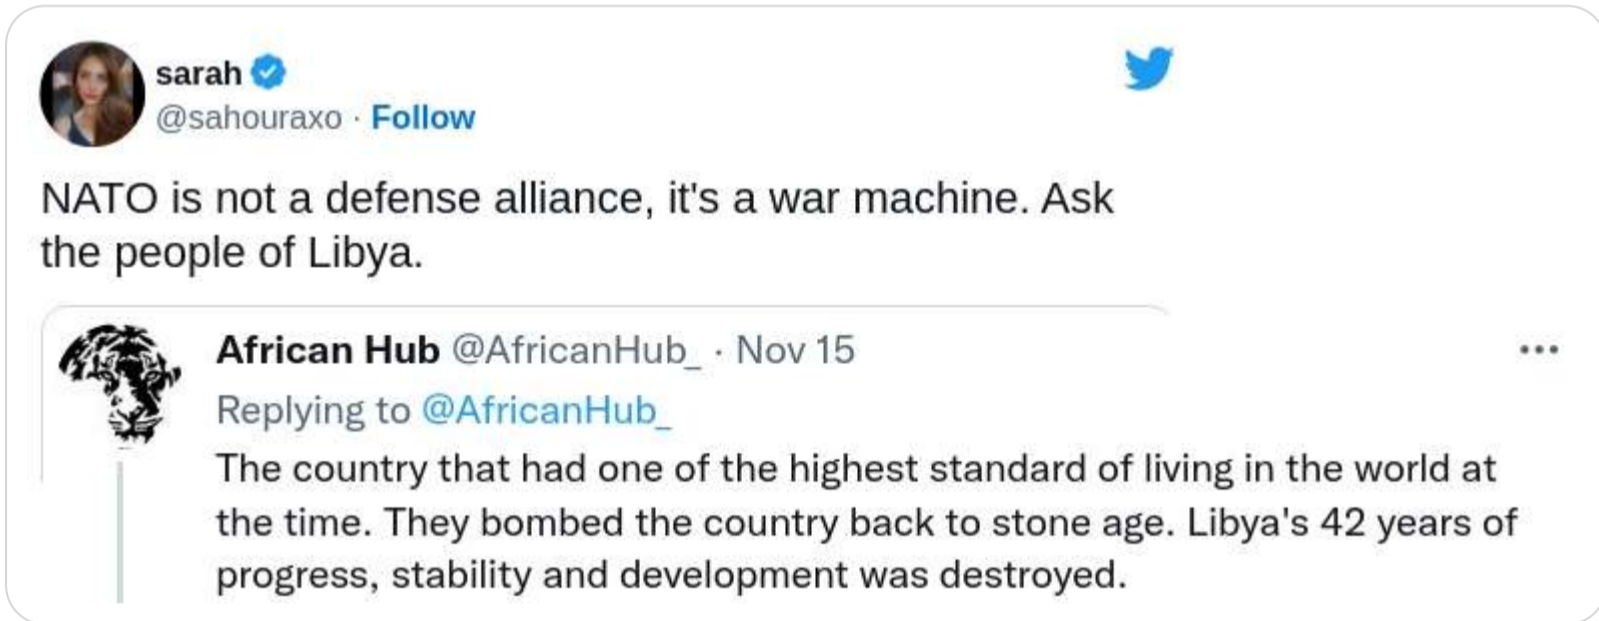 sarah
@sahouraxo · Follow
NATO is not a defense alliance, it's a war machine. Ask
the people of Libya.
African Hub @AfricanHub_ · Nov 15
Replying to @AfricanHub_
The country that had one of the highest standard of living in the world at
the time. They bombed the country back to stone age. Libya's 42 years of
progress, stability and development was destroyed.